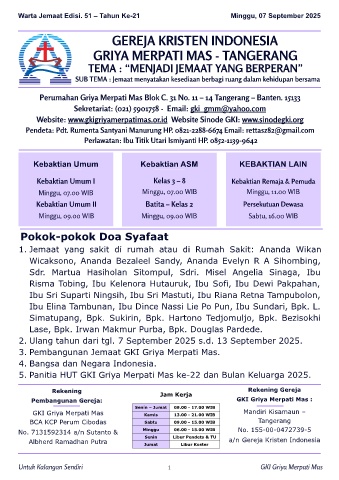 Warta Jemaat Edisi. 51 – Tahun Ke-21 Minggu, 07 September 2025
GEREJA KRISTEN INDONESIA
GRIYA MERPATI MAS - TANGERANG
TEMA : “MENJADI JEMAAT YANG BERPERAN”
SUB TEMA : Jemaat menyatakan kesediaan berbagi ruang dalam kehidupan bersama
Perumahan Griya Merpati Mas Blok C. 31 No. 11 – 14 Tangerang – Banten. 15133
Sekretariat: (021) 5901758 - Email: gki_gmm@yahoo.com
Website: www.gkigriyamerpatimas.or.id Website Sinode GKI: www.sinodegki.org
Pendeta: Pdt. Rumenta Santyani Manurung HP. 0821-2288-6674 Email: rettasz82@gmail.com
Perlawatan: Ibu Titik Utari Ismiyanti HP. 0852-1139-9642
Kebaktian Umum
Kebaktian Umum I
Minggu, 07.00 WIB
Kebaktian Umum II
Minggu, 09.00 WIB
Kebaktian ASM
Kelas 3 – 8
Minggu, 07.00 WIB
Batita – Kelas 2
Minggu, 09.00 WIB
KEBAKTIAN LAIN
Kebaktian Remaja & Pemuda
Minggu, 11.00 WIB
Persekutuan Dewasa
Sabtu, 16.00 WIB
Pokok-pokok Doa Syafaat
1. Jemaat yang sakit di rumah atau di Rumah Sakit: Ananda Wikan
Wicaksono, Ananda Bezaleel Sandy, Ananda Evelyn R A Sihombing,
Sdr. Martua Hasiholan Sitompul, Sdri. Misel Angelia Sinaga, Ibu
Risma Tobing, Ibu Kelenora Hutauruk, Ibu Sofi, Ibu Dewi Pakpahan,
Ibu Sri Suparti Ningsih, Ibu Sri Mastuti, Ibu Riana Retna Tampubolon,
Ibu Elina Tambunan, Ibu Dince Nassi Lie Po Pun, Ibu Sundari, Bpk. L.
Simatupang, Bpk. Sukirin, Bpk. Hartono Tedjomuljo, Bpk. Bezisokhi
Lase, Bpk. Irwan Makmur Purba, Bpk. Douglas Pardede.
2. Ulang tahun dari tgl. 7 September 2025 s.d. 13 September 2025.
3. Pembangunan Jemaat GKI Griya Merpati Mas.
4. Bangsa dan Negara Indonesia.
5. Panitia HUT GKI Griya Merpati Mas ke-22 dan Bulan Keluarga 2025.
Rekening
Pembangunan Gereja:
GKI Griya Merpati Mas
BCA KCP Perum Cibodas
No. 7131592314 a/n Sutanto &
Albherd Ramadhan Putra
Jam Kerja
Senin – Jumat 09.00 - 17.00 WIB
Kamis 13.00 - 21.00 WIB
Sabtu 09.00 - 15.00 WIB
Minggu 06.00 - 15.00 WIB
Senin Libur Pendeta & TU
Jumat Libur Koster
Rekening Gereja
GKI Griya Merpati Mas :
Mandiri Kisamaun –
Tangerang
No. 155-00-0472739-5
a/n Gereja Kristen Indonesia
Untuk Kalangan Sendiri 1 GKI Griya Merpati Mas